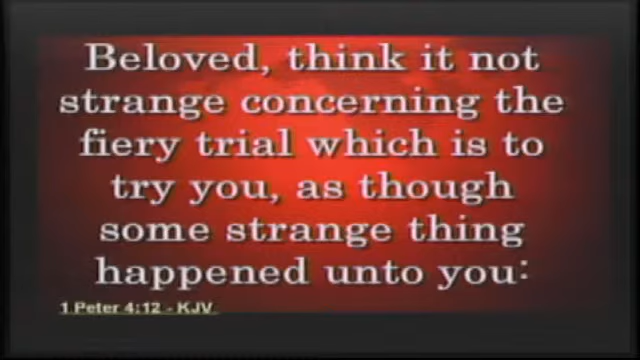 Beloved, think it not
strange concerning the
fiery trial which is to
try you, as though
some strange thing
happened unto you:
1 Peter 4:12 - KJV